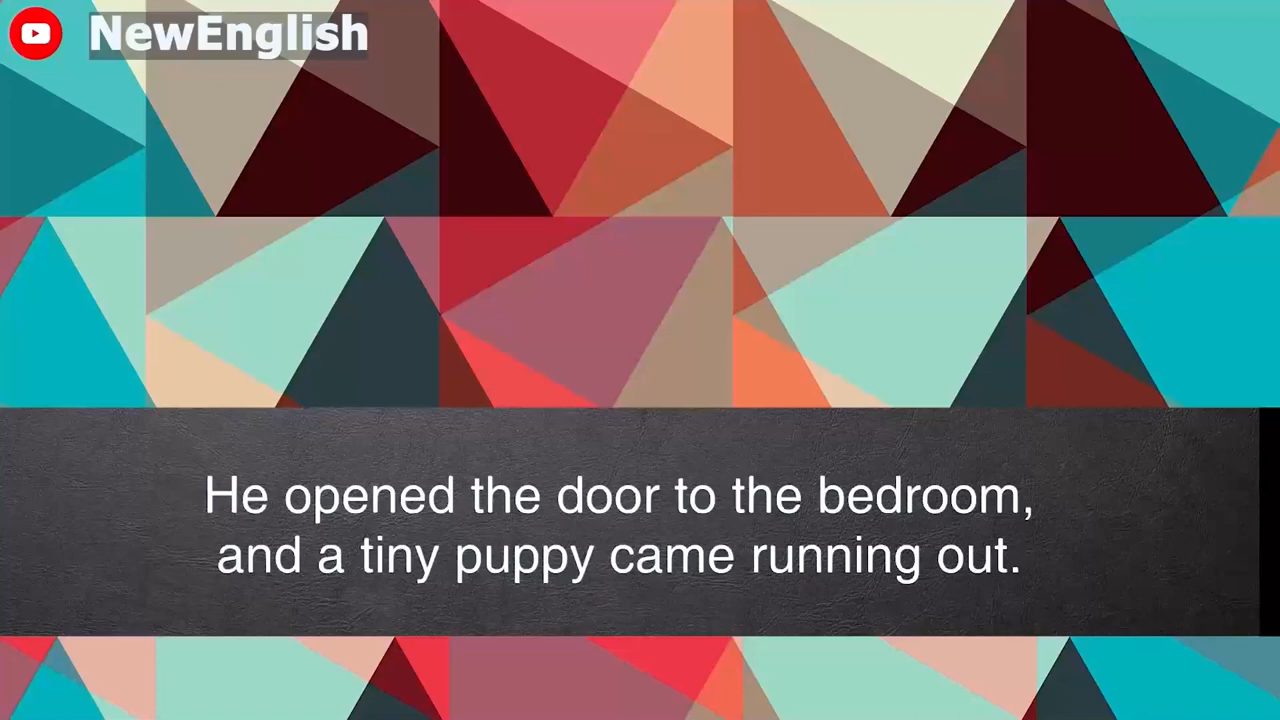 NewEnglish
He opened the door to the bedroom,
and a tiny puppy came running out.